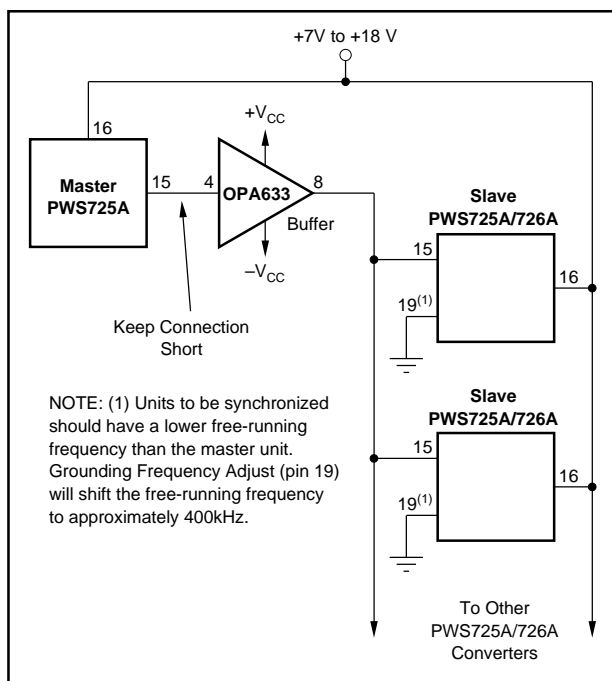 +7V to +18 V
16
Master
PWS725A
15
4
+VCC
OPA633
8
Buffer
–VCC
Keep Connection
Short
Slave
PWS725A/726A
15
16
19(1)
Slave
PWS725A/726A
15
16
19(1)
NOTE: (1) Units to be synchronized
should have a lower free-running
frequency than the master unit.
Grounding Frequency Adjust (pin 19)
will shift the free-running frequency
to approximately 400kHz.
To Other
PWS725A/726A
Converters